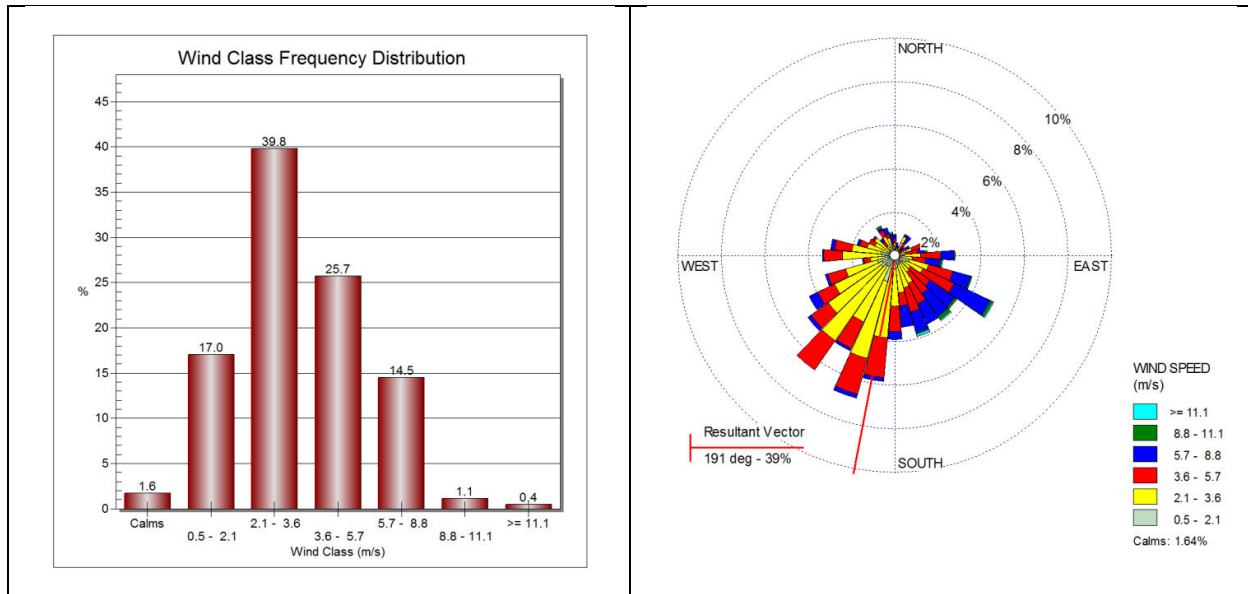 Wind Class Frequency Distribution
45
40
35
30
25
20
15
10
5
0
%
1.6
17.0
39.8
25.7
14.5
1.1
0.4
Calms
0.5 - 2.1
2.1 - 3.6
3.6 - 5.7
5.7 - 8.8
8.8 - 11.1
>= 11.1
Wind Class (m/s)
NORTH
10%
8%
6%
4%
2%
WEST
EAST
SOUTH
Resultant Vector
191 deg - 39%
WIND SPEED
(m/s)
>= 11.1
8.8 - 11.1
5.7 - 8.8
3.6 - 5.7
2.1 - 3.6
0.5 - 2.1
Calms: 1.64%